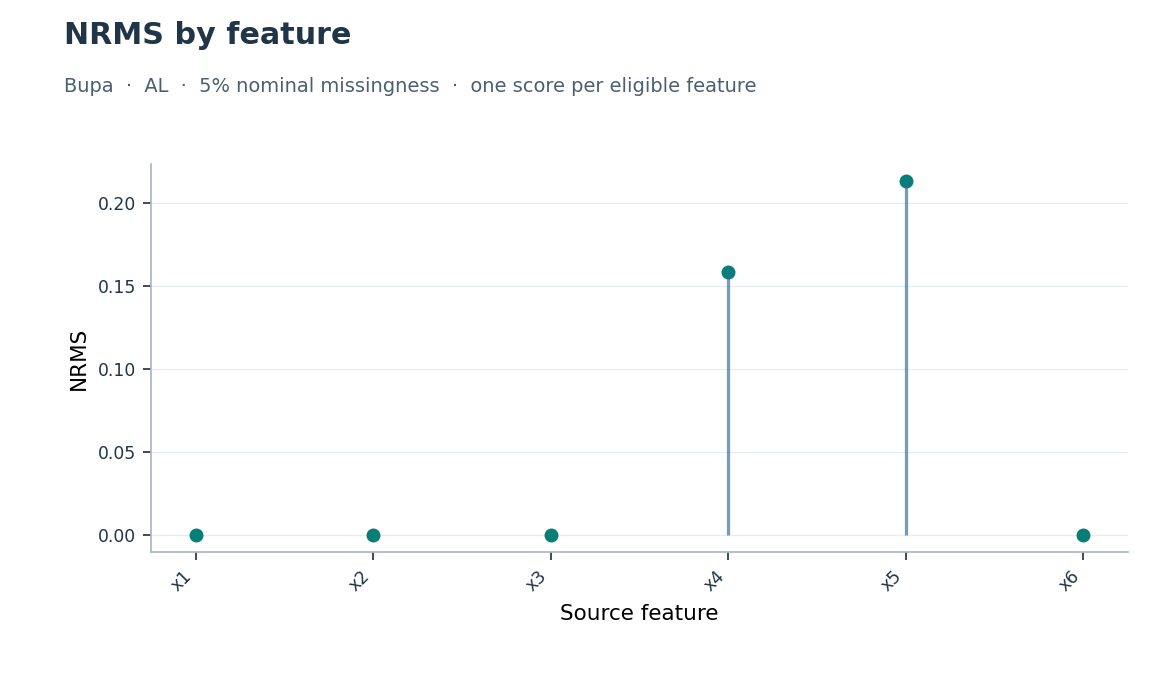 NRMS by feature
Bupa · AL · 5% nominal missingness · one score per eligible feature
0.20
0.15
0.10
0.05
0.00
NRMS
x1 x2 x3 x4 x5 x6
Source feature